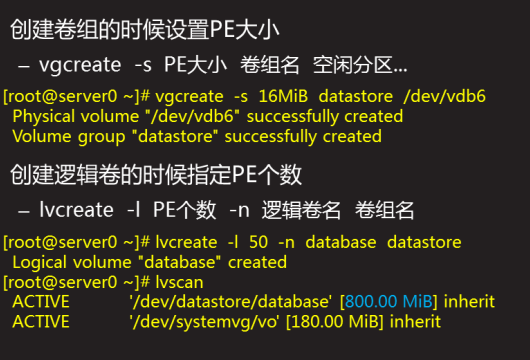 创建卷组的时候设置PE大小
– vgcreate -s PE大小 卷组名 空闲分区...
[root@server0 ~]# vgcreate -s 16MiB datastore /dev/vdb6
Physical volume "/dev/vdb6" successfully created
Volume group "datastore" successfully created
创建逻辑卷的时候指定PE个数
– lvcreate -l PE个数 -n 逻辑卷名 卷组名
[root@server0 ~]# lvcreate -l 50 -n database datastore
Logical volume "database" created
[root@server0 ~]# lvscan
ACTIVE '/dev/datastore/database' [800.00 MiB] inherit
ACTIVE '/dev/systemvg/vo' [180.00 MiB] inherit